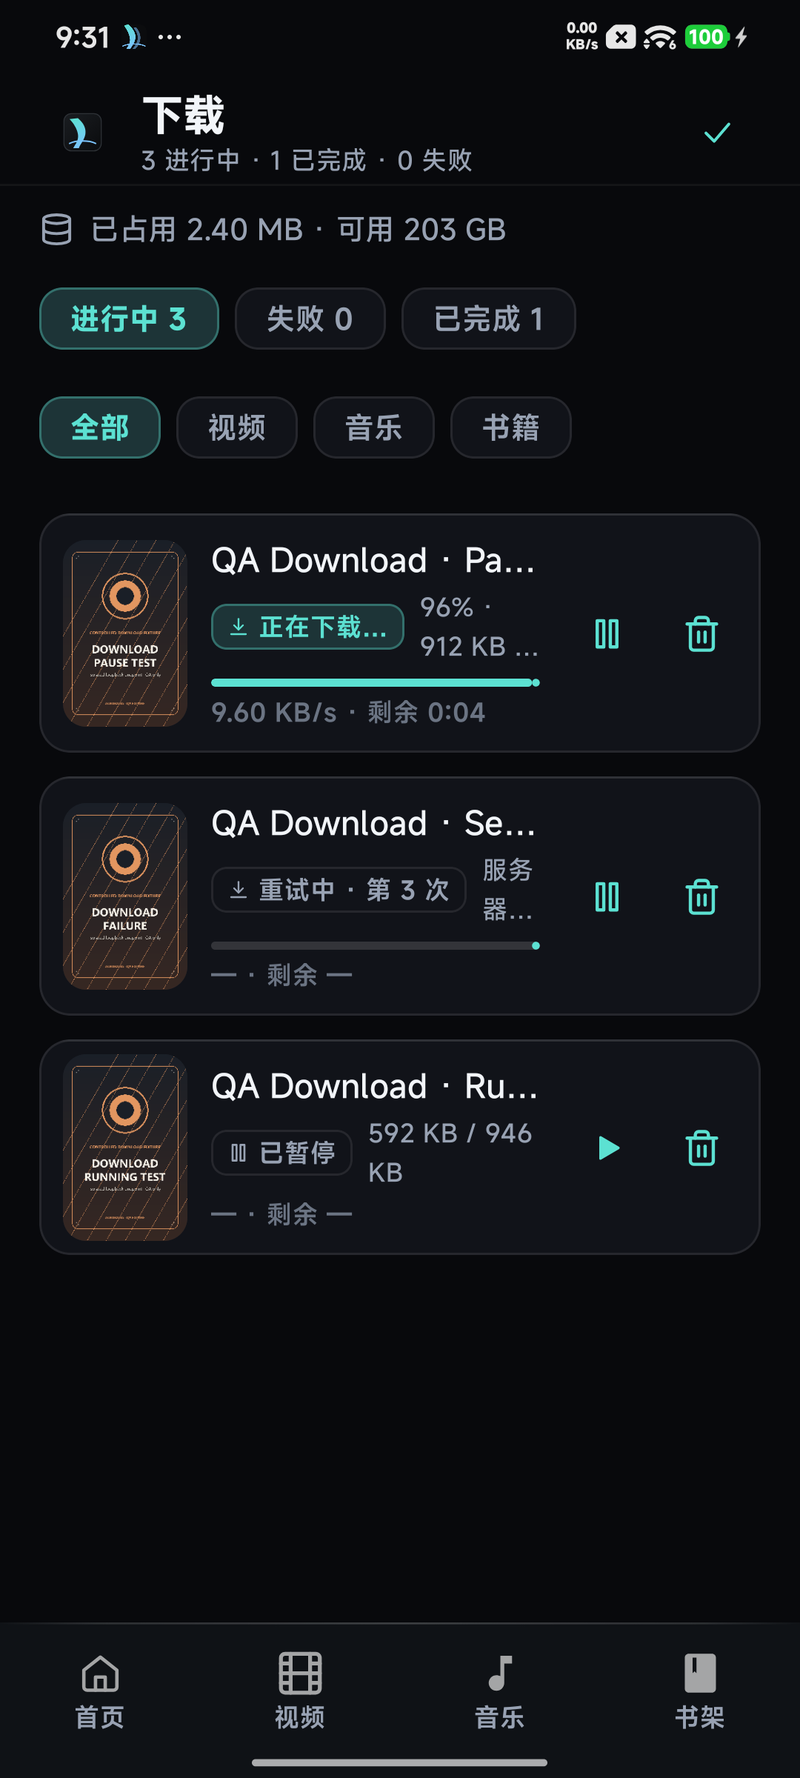 9:31
0.00
KB/s
6
100
下载
3 进行中 · 1 已完成 · 0 失败
已占用 2.40 MB · 可用 203 GB
进行中 3
失败 0
已完成 1
全部
视频
音乐
书籍
DOWNLOAD
PAUSE TEST
QA Download · Pa...
正在下载...
96% ·
912 KB ...
9.60 KB/s · 剩余 0:04
DOWNLOAD
FAILURE
QA Download · Se...
重试中 · 第 3 次
服务
器...
— · 剩余 —
DOWNLOAD
RUNNING TEST
QA Download · Ru...
已暂停
592 KB / 946
KB
— · 剩余 —
首页
视频
音乐
书架